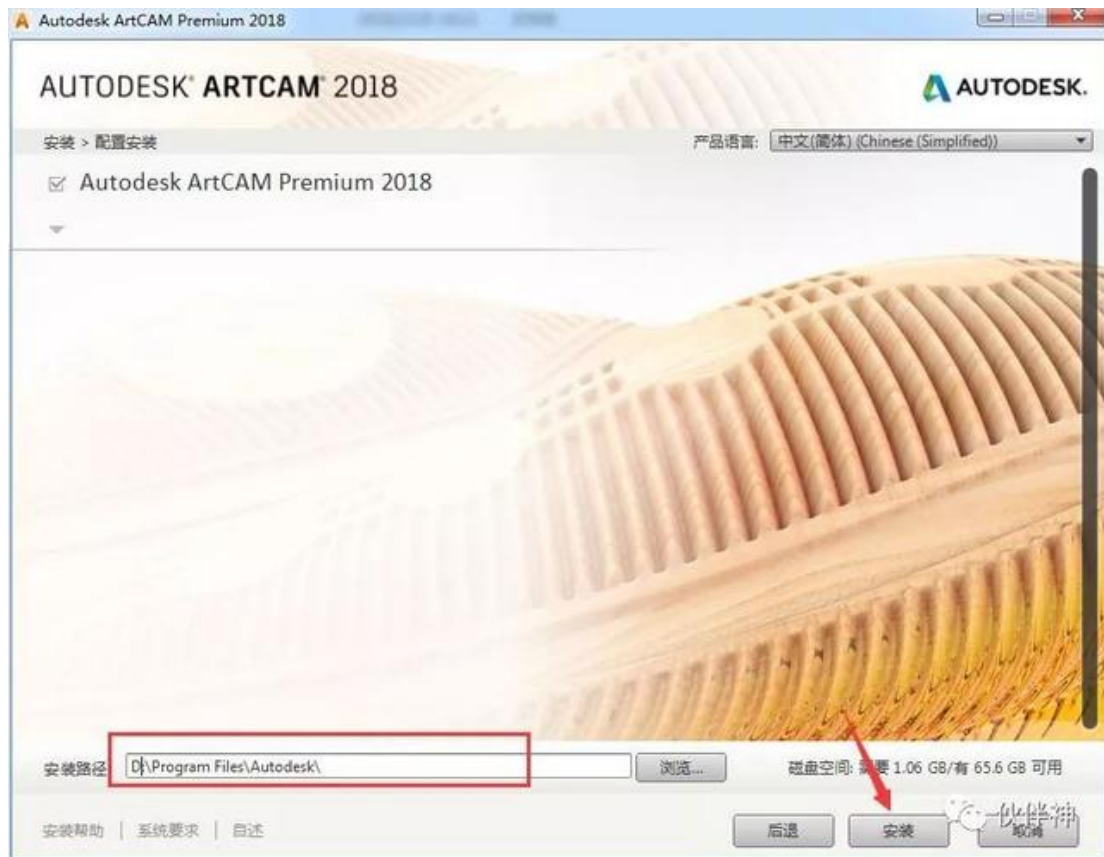 Autodesk ArtCAM Premium 2018
AUTODESK® ARTCAM® 2018
AUTODESK.
安装 > 配置安装
产品语言: 中文(简体) (Chinese (Simplified))
Autodesk ArtCAM Premium 2018
安装路径 D:\Program Files\Autodesk\
浏览...
磁盘空间: 需要 1.06 GB/有 65.6 GB 可用
安装帮助 | 系统要求 | 自述
后退
安装
取消
伙伴神